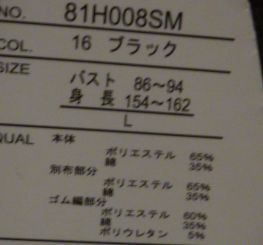 NO. 81H008SM
COL. 16 ブラック
SIZE
バスト 86~94
身長 154~162
L
QUAL 本体
ポリエステル 65%
綿 35%
別布部分
ポリエステル 65%
綿 35%
ゴム編部分
ポリエステル 60%
綿 35%
ポリウレタン 5%